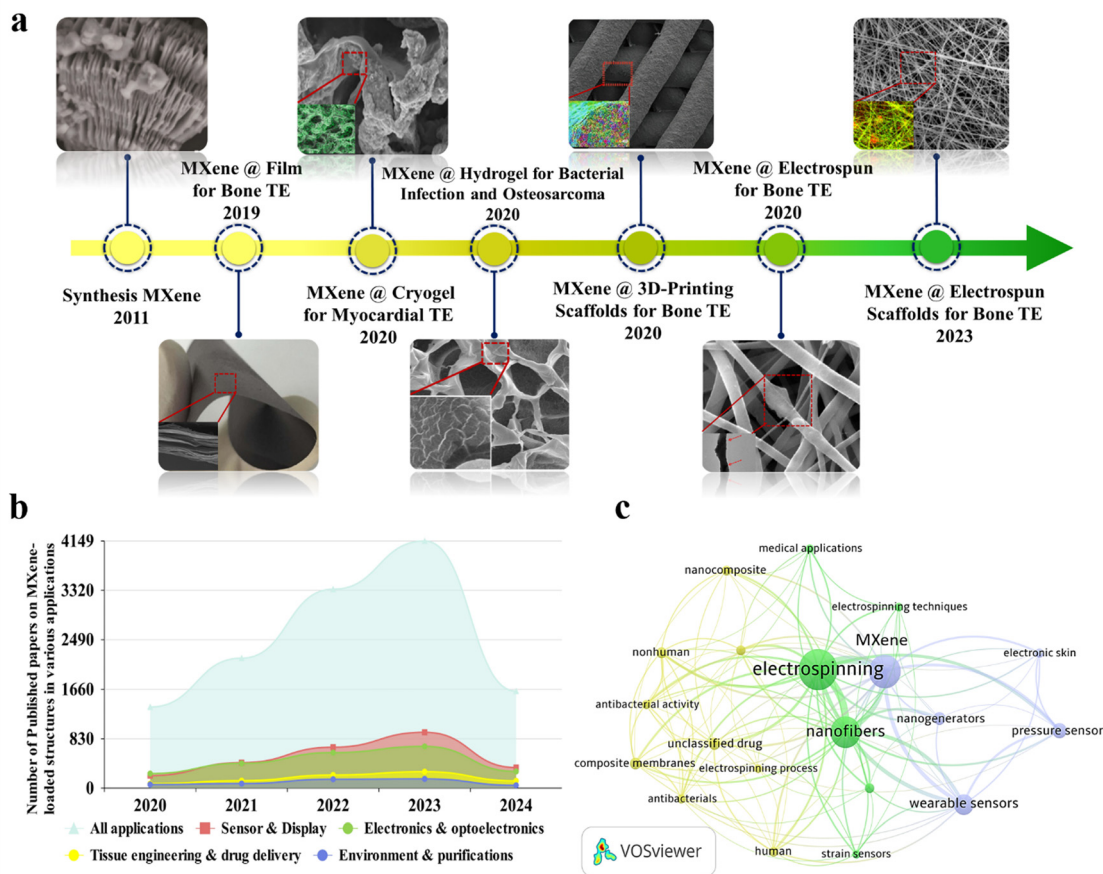 a
MXene @ Film
for Bone TE
2019
MXene @ Hydrogel for Bacterial
Infection and Osteosarcoma
2020
MXene @ Electrospun
for Bone TE
2020
Synthesis MXene
2011
MXene @ Cryogel
for Myocardial TE
2020
MXene @ 3D-Printing
Scaffolds for Bone TE
2020
MXene @ Electrospun
Scaffolds for Bone TE
2023
b
Number of Published papers on MXene-
loaded structures in various applications
4149
3320
2490
1660
830
0
2020 2021 2022 2023 2024
All applications Sensor & Display Electronics & optoelectronics
Tissue engineering & drug delivery Environment & purifications
c
medical applications
nanocomposite
electrospinning techniques
MXene
nonhuman
electronic skin
electrospinning
antibacterial activity
nanogenerators
nanofibers
pressure sensor
unclassified drug
composite membranes
electrospinning process
antibacterials
wearable sensors
human
strain sensors
VOSviewer